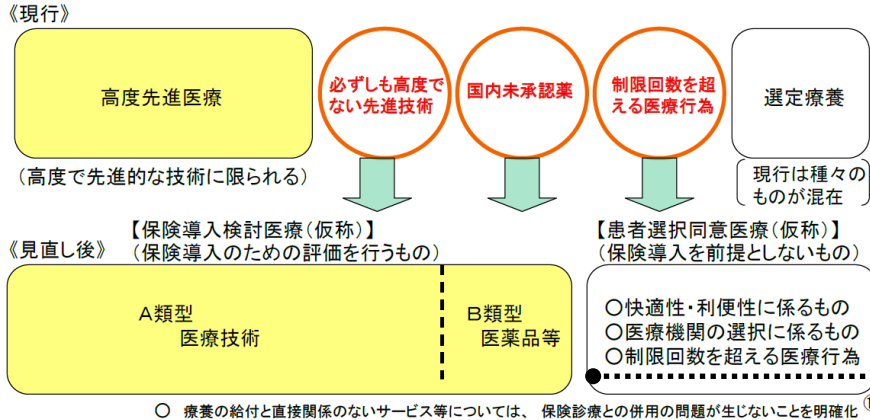 《現行》
高度先進医療
必ずしも高度で
ない先進技術
国内未承認薬
制限回数を超
える医療行為
選定療養
(高度で先進的な技術に限られる)
現行は種々の
ものが混在
【保険導入検討医療(仮称)】
(保険導入のための評価を行うもの)
【患者選択同意医療(仮称)】
(保険導入を前提としないもの)
《見直し後》
A類型
医療技術
B類型
医薬品等
○快適性・利便性に係るもの
○医療機関の選択に係るもの
○制限回数を超える医療行為
○ 療養の給付と直接関係のないサービス等については、保険診療との併用の問題が生じないことを明確化